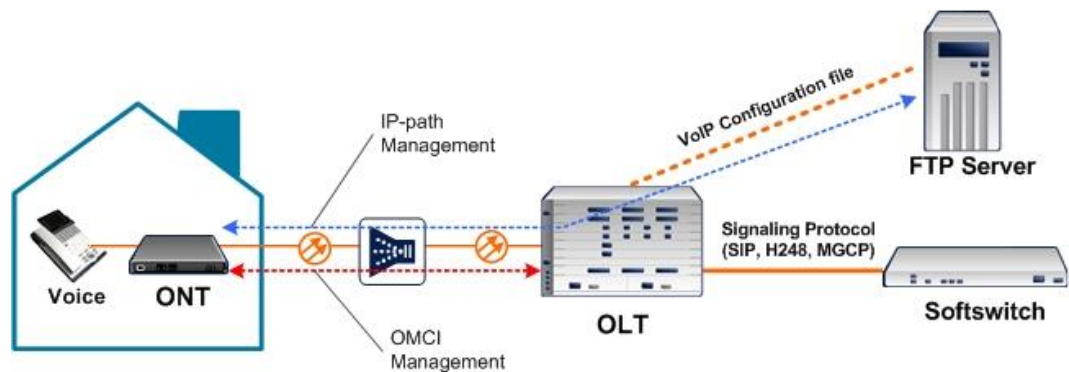 IP-path
Management
VoIP Configuration file
FTP Server
Signaling Protocol
(SIP, H248, MGCP)
Voice
ONT
OLT
Softswitch
OMCI
Management